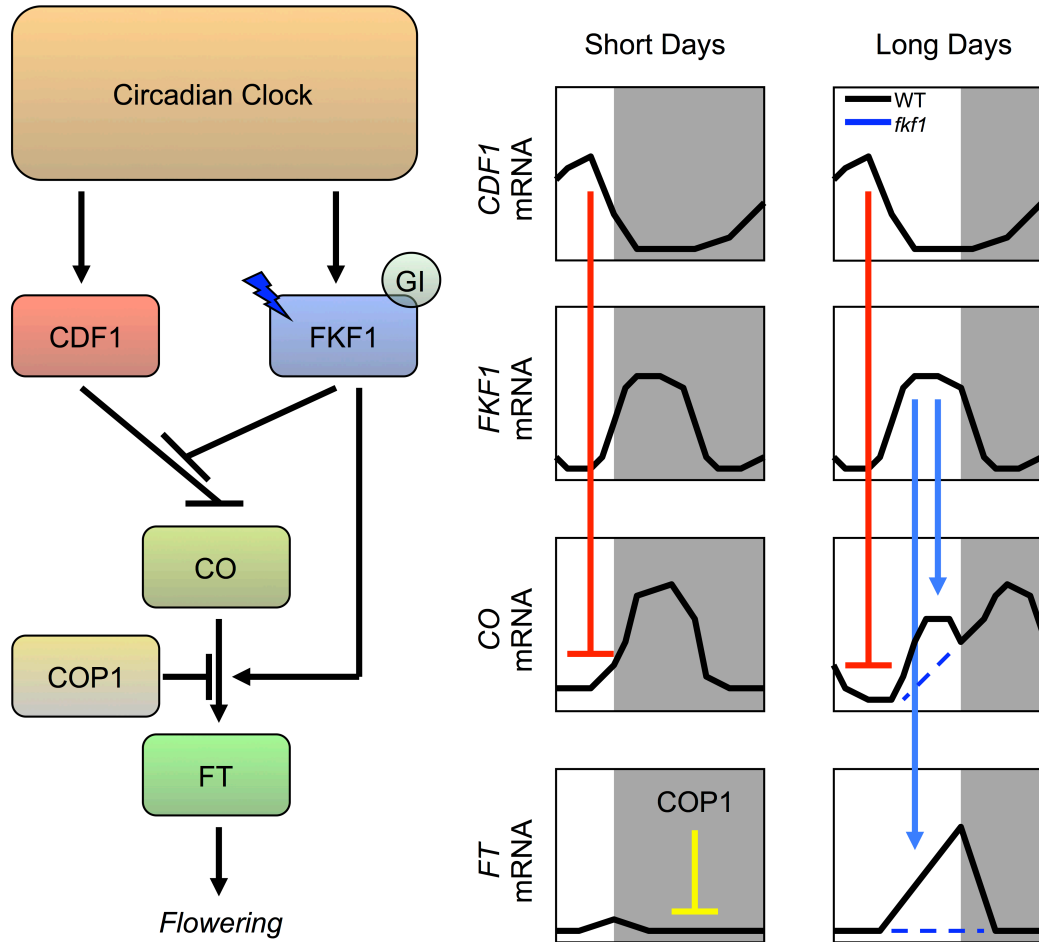 Circadian Clock
GI
CDF1
FKF1
CO
COP1
FT
Flowering
Short Days
Long Days
CDF1
mRNA
WT
fkf1
FKF1
mRNA
CO
mRNA
FT
mRNA
COP1